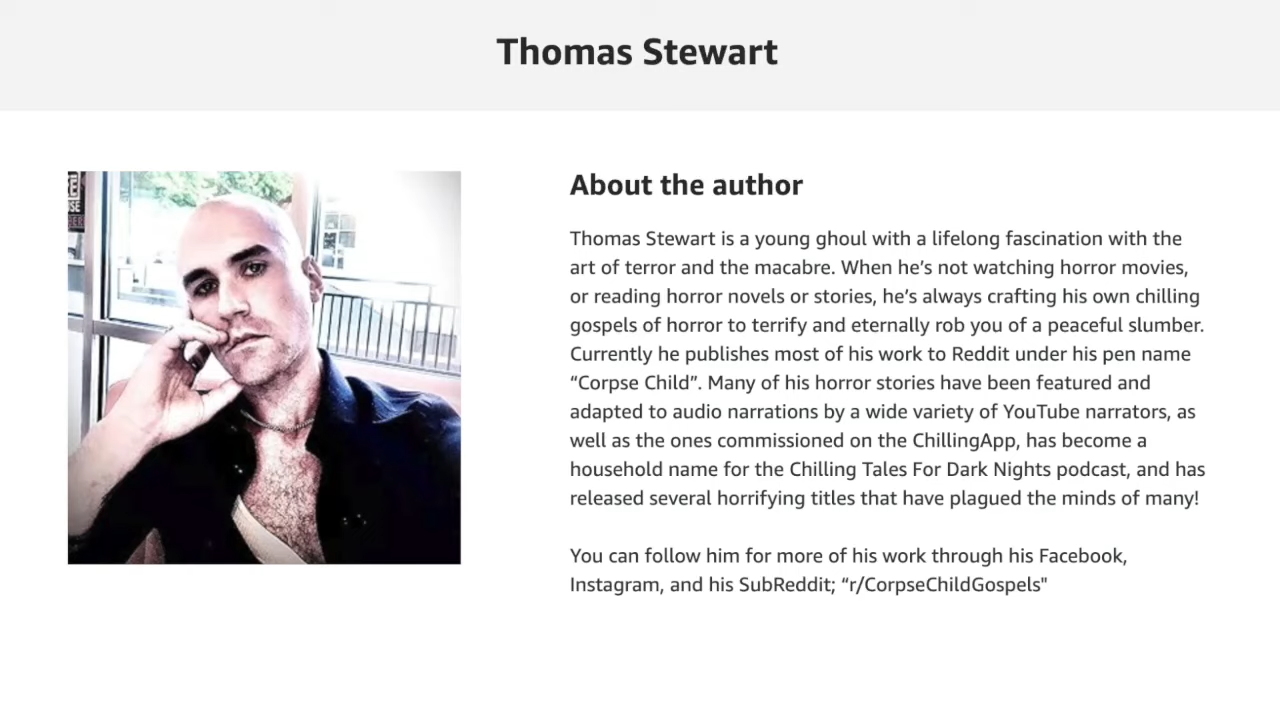 Thomas Stewart
About the author
Thomas Stewart is a young ghoul with a lifelong fascination with the
art of terror and the macabre. When he’s not watching horror movies,
or reading horror novels or stories, he’s always crafting his own chilling
gospels of horror to terrify and eternally rob you of a peaceful slumber.
Currently he publishes most of his work to Reddit under his pen name
“Corpse Child”. Many of his horror stories have been featured and
adapted to audio narrations by a wide variety of YouTube narrators, as
well as the ones commissioned on the ChillingApp, has become a
household name for the Chilling Tales For Dark Nights podcast, and has
released several horrifying titles that have plagued the minds of many!
You can follow him for more of his work through his Facebook,
Instagram, and his SubReddit; “r/CorpseChildGospels"